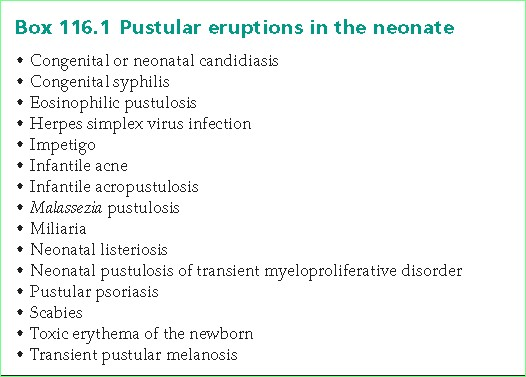 Box 116.1 Pustular eruptions in the neonate
• Congenital or neonatal candidiasis
• Congenital syphilis
• Eosinophilic pustulosis
• Herpes simplex virus infection
• Impetigo
• Infantile acne
• Infantile acropustulosis
• Malassezia pustulosis
• Miliaria
• Neonatal listeriosis
• Neonatal pustulosis of transient myeloproliferative disorder
• Pustular psoriasis
• Scabies
• Toxic erythema of the newborn
• Transient pustular melanosis